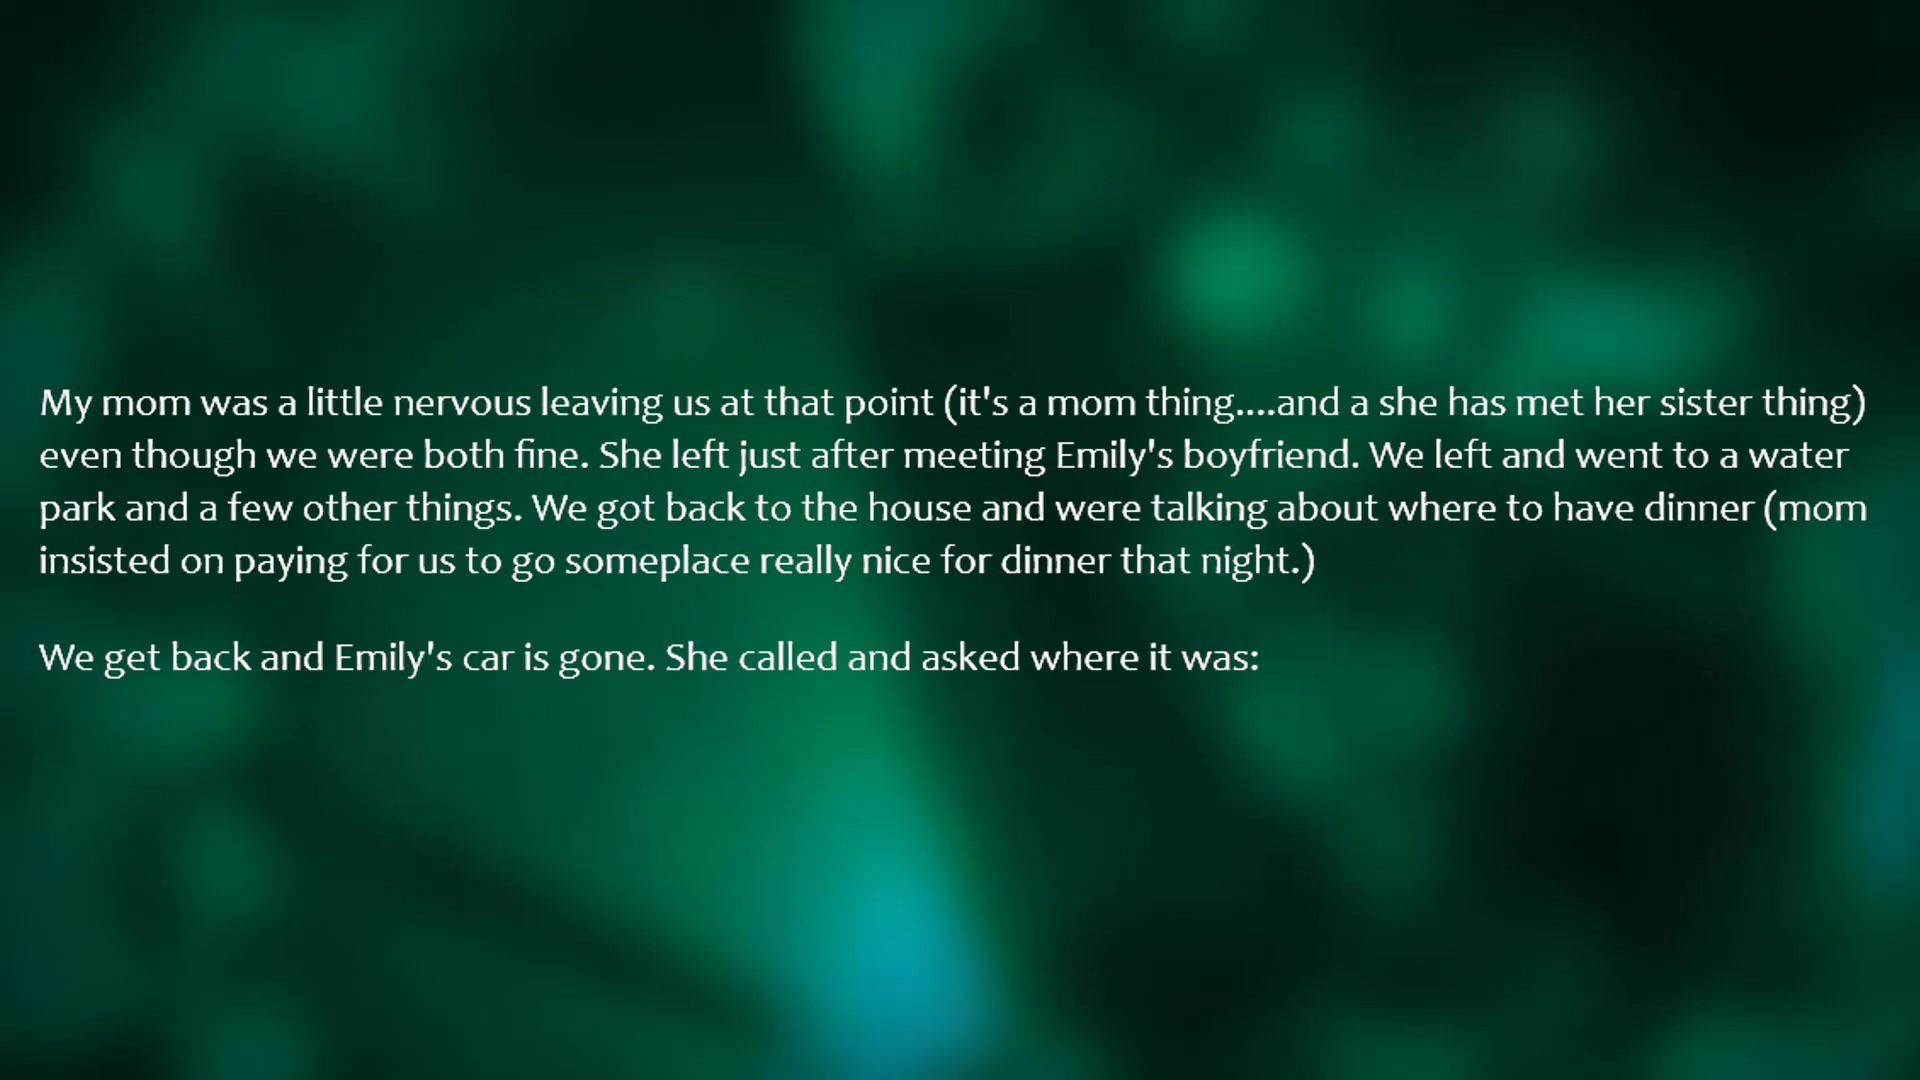 My mom was a little nervous leaving us at that point (it's a mom thing....and a she has met her sister thing)
even though we were both fine. She left just after meeting Emily's boyfriend. We left and went to a water
park and a few other things. We got back to the house and were talking about where to have dinner (mom
insisted on paying for us to go someplace really nice for dinner that night.)
We get back and Emily's car is gone. She called and asked where it was: